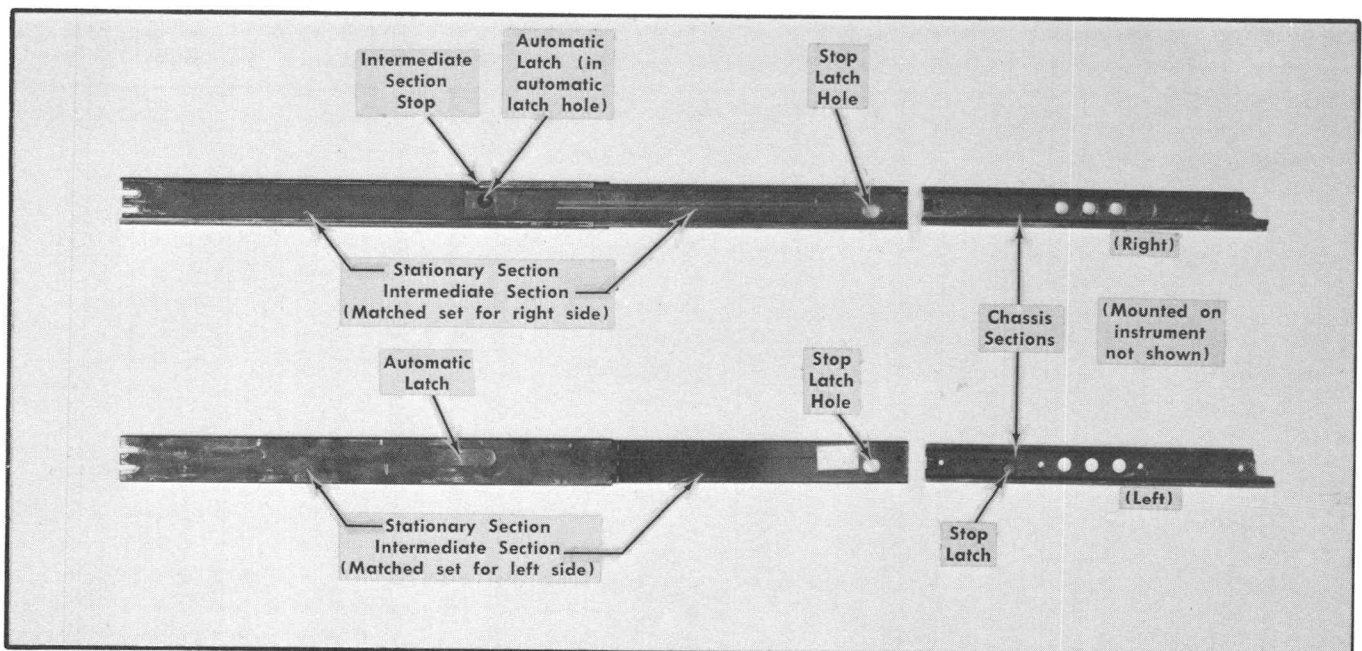 Intermediate
Section
Stop
Automatic
Latch (in
automatic
latch hole)
Stop
Latch
Hole
Stationary Section
Intermediate Section
(Matched set for right side)
(Right)
Chassis
Sections
(Mounted on
instrument
not shown)
Automatic
Latch
Stop
Latch
Hole
Stationary Section
Intermediate Section
(Matched set for left side)
Stop
Latch
(Left)